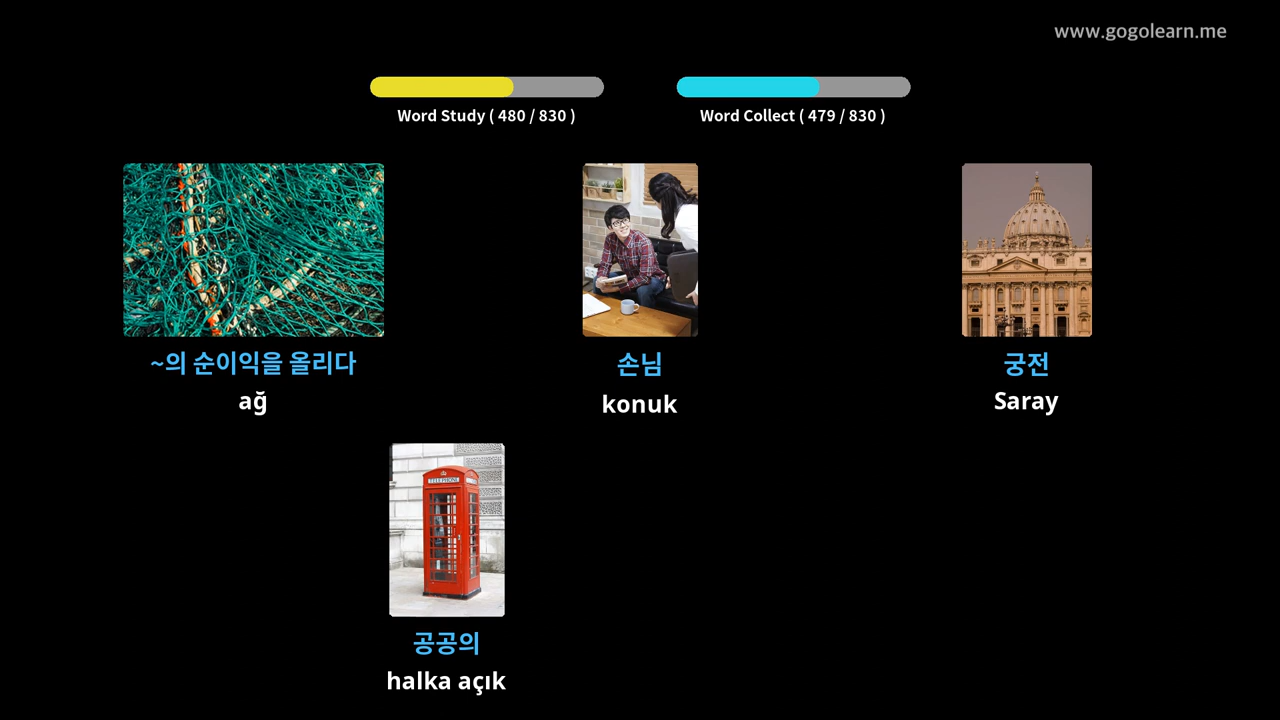 www.gogolearn.me
Word Study ( 480 / 830 )
Word Collect ( 479 / 830 )
~의 순이익을 올리다
ağ
손님
konuk
궁전
Saray
TELEPHONE
공공의
halka açık